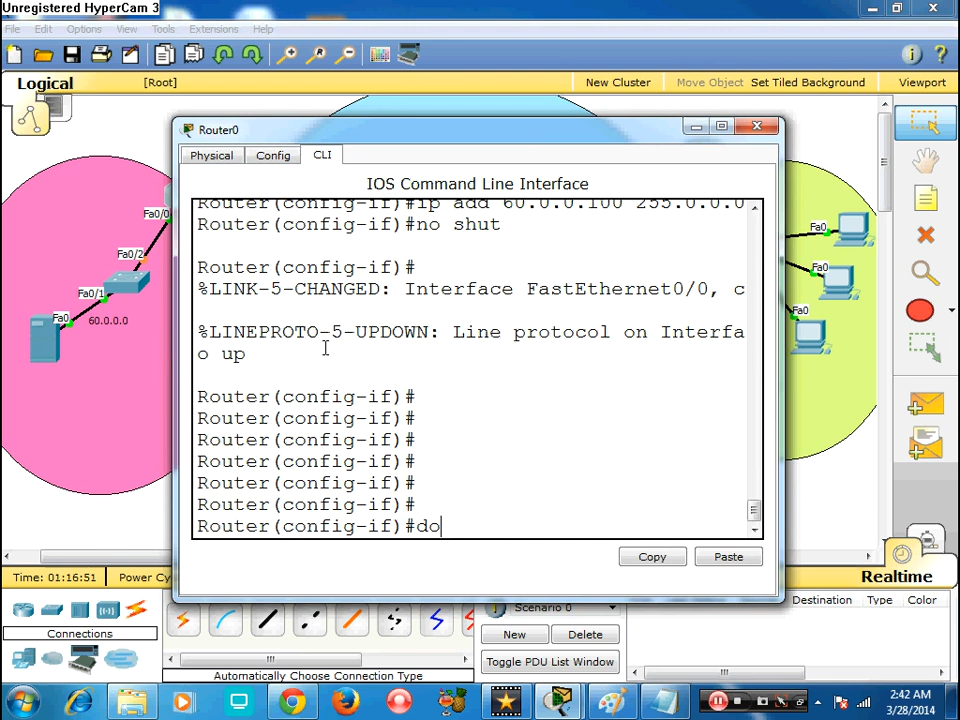 Unregistered HyperCam 3
File Edit Options View Tools Extensions Help
Logical [Root] New Cluster Move Object Set Tiled Background Viewport
Router0
Physical Config CLI
IOS Command Line Interface
Router(config-if)#ip add 60.0.0.100 255.0.0.0
Router(config-if)#no shut
Router(config-if)#
%LINK-5-CHANGED: Interface FastEthernet0/0, c
%LINEPROTO-5-UPDOWN: Line protocol on Interfa
o up
Router(config-if)#
Router(config-if)#
Router(config-if)#
Router(config-if)#
Router(config-if)#
Router(config-if)#
Router(config-if)#do
Copy Paste
Fa0/0
Fa0/2
Fa0/1
Fa0
60.0.0.0
Fa0
Fa0
Fa0
Time: 01:16:51 Power Cy
Realtime
Connections
Automatically Choose Connection Type
Scenario 0
New Delete
Toggle PDU List Window
Destination Type Color
2:42 AM
3/28/2014